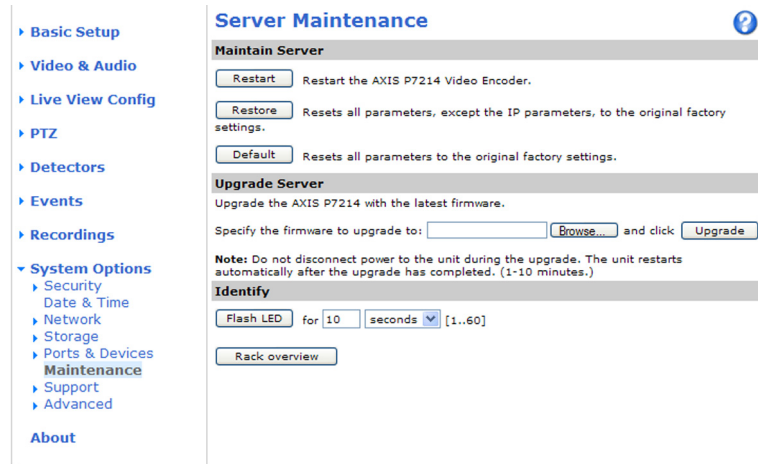 Basic Setup
Video & Audio
Live View Config
PTZ
Detectors
Events
Recordings
System Options
Security
Date & Time
Network
Storage
Ports & Devices
Maintenance
Support
Advanced
About
Server Maintenance
?
Maintain Server
Restart Restart the AXIS P7214 Video Encoder.
Restore Resets all parameters, except the IP parameters, to the original factory
settings.
Default Resets all parameters to the original factory settings.
Upgrade Server
Upgrade the AXIS P7214 with the latest firmware.
Specify the firmware to upgrade to: Browse... and click Upgrade
Note: Do not disconnect power to the unit during the upgrade. The unit restarts
automatically after the upgrade has completed. (1-10 minutes.)
Identify
Flash LED for 10 seconds [1..60]
Rack overview